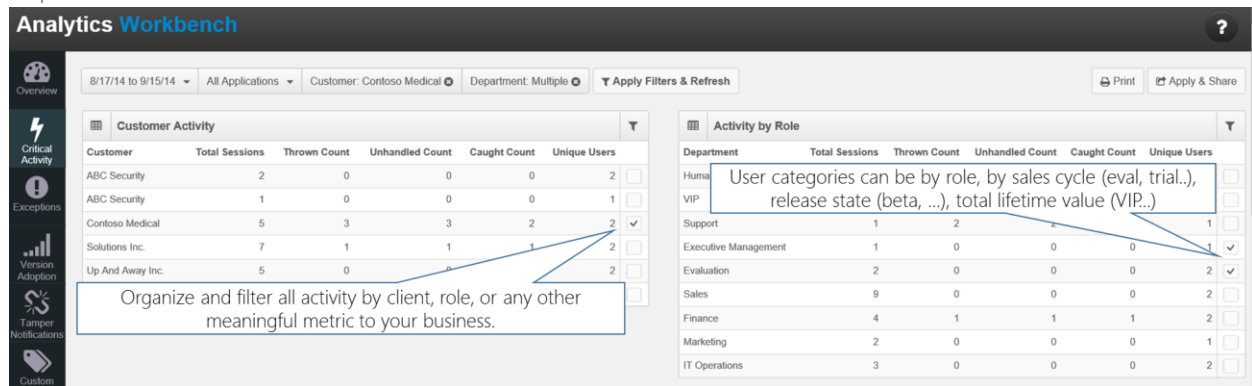 Analytics Workbench
?
Overview
Critical
Activity
Exceptions
Version
Adoption
Tamper
Notifications
Custom
8/17/14 to 9/15/14 All Applications Customer: Contoso Medical Department: Multiple Apply Filters & Refresh Print Apply & Share
Customer Activity
Customer Total Sessions Thrown Count Unhandled Count Caught Count Unique Users
ABC Security 2 0 0 0 2
ABC Security 1 0 0 0 1
Contoso Medical 5 3 3 2 2
Solutions Inc. 7 1 1 1 2
Up And Away Inc. 5 0 2
Organize and filter all activity by client, role, or any other
meaningful metric to your business.
Activity by Role
Department Total Sessions Thrown Count Unhandled Count Caught Count Unique Users
User categories can be by role, by sales cycle (eval, trial..),
release state (beta, ...), total lifetime value (VIP..)
VIP
Support 1 2 2 1
Executive Management 1 0 0 0 1
Evaluation 2 0 0 0 2
Sales 9 0 0 0 2
Finance 4 1 1 1 2
Marketing 2 0 0 0 1
IT Operations 3 0 0 0 2